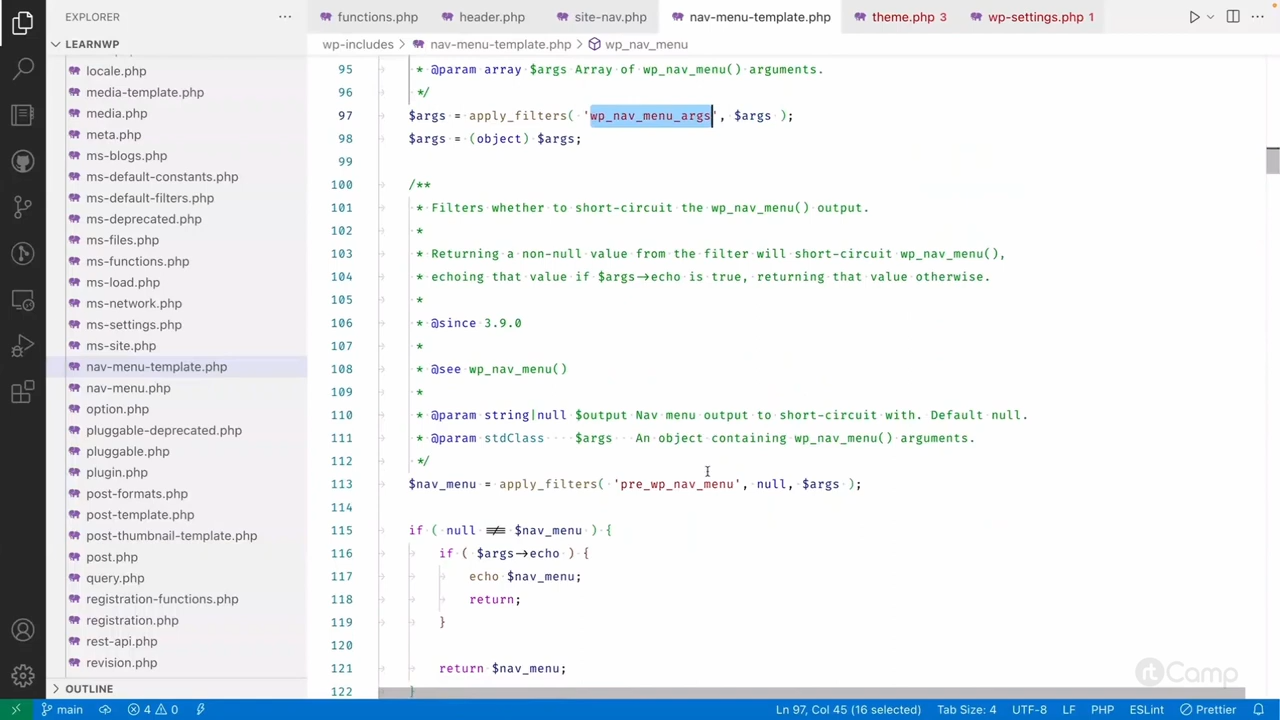 EXPLORER
functions.php
header.php
site-nav.php
nav-menu-template.php
theme.php 3
wp-settings.php 1
LEARNWP
wp-includes
nav-menu-template.php
wp_nav_menu
locale.php
media-template.php
media.php
meta.php
ms-blogs.php
ms-default-constants.php
ms-default-filters.php
ms-deprecated.php
ms-files.php
ms-functions.php
ms-load.php
ms-network.php
ms-settings.php
ms-site.php
nav-menu-template.php
nav-menu.php
option.php
pluggable-deprecated.php
pluggable.php
plugin.php
post-formats.php
post-template.php
post-thumbnail-template.php
post.php
query.php
registration-functions.php
registration.php
rest-api.php
revision.php
OUTLINE
95 * @param array $args Array of wp_nav_menu() arguments.
96 */
97 $args = apply_filters( 'wp_nav_menu_args', $args );
98 $args = (object) $args;
99
100 /**
101 * Filters whether to short-circuit the wp_nav_menu() output.
102 *
103 * Returning a non-null value from the filter will short-circuit wp_nav_menu(),
104 * echoing that value if $args->echo is true, returning that value otherwise.
105 *
106 * @since 3.9.0
107 *
108 * @see wp_nav_menu()
109 *
110 * @param string|null $output Nav menu output to short-circuit with. Default null.
111 * @param stdClass $args An object containing wp_nav_menu() arguments.
112 */
113 $nav_menu = apply_filters( 'pre_wp_nav_menu', null, $args );
114
115 if ( null !== $nav_menu ) {
116 if ( $args->echo ) {
117 echo $nav_menu;
118 return;
119 }
120
121 return $nav_menu;
122 }
rtCamp
main
4 0
Ln 97, Col 45 (16 selected)
Tab Size: 4
UTF-8
LF
PHP
ESLint
Prettier